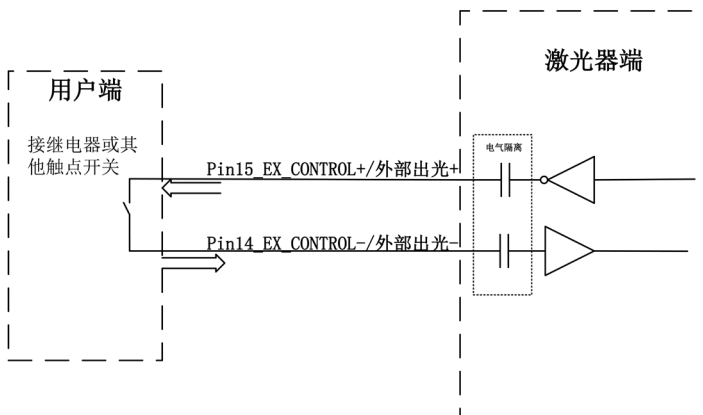 激光器端
用户端
接继电器或其
他触点开关
电气隔离
Pin15_EX_CONTROL+/外部出光+
Pin14_EX_CONTROL-/外部出光-